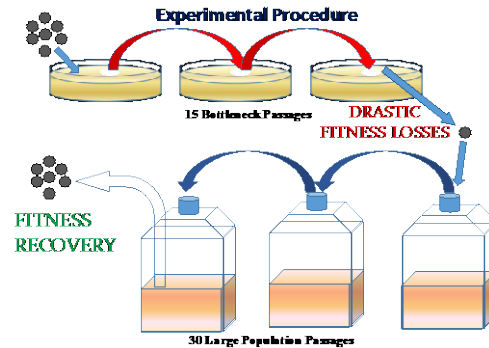 Experimental Procedure
15 Bottleneck Passages
DRASTIC
FITNESS LOSSES
FITNESS
RECOVERY
30 Large Population Passages